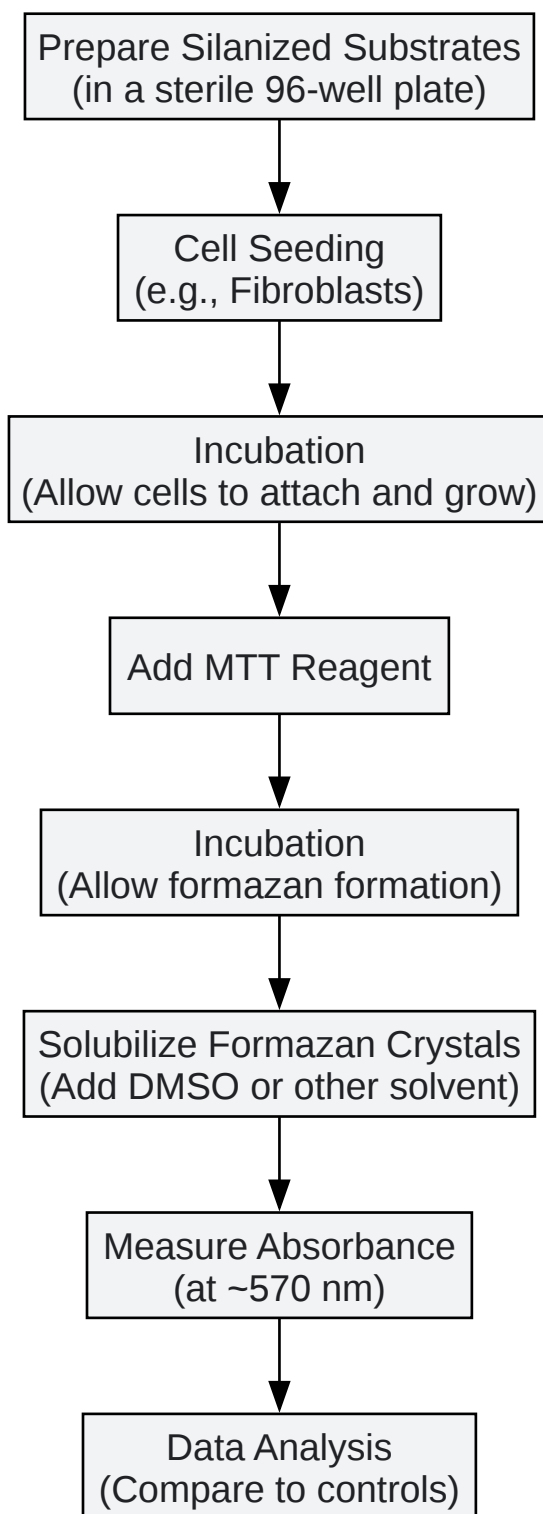 Prepare Silanized Substrates
(in a sterile 96-well plate)
Cell Seeding
(e.g., Fibroblasts)
Incubation
(Allow cells to attach and grow)
Add MTT Reagent
Incubation
(Allow formazan formation)
Solubilize Formazan Crystals
(Add DMSO or other solvent)
Measure Absorbance
(at ~570 nm)
Data Analysis
(Compare to controls)